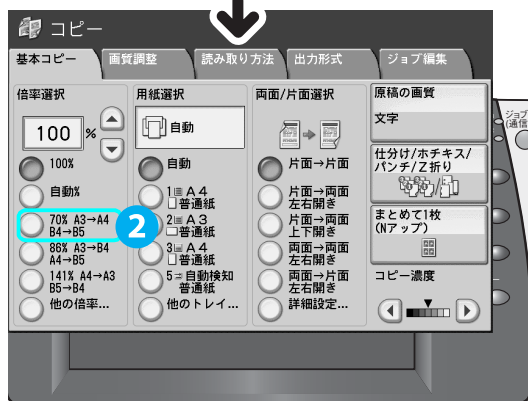 コピー
基本コピー 画質調整 読み取り方法 出力形式 ジョブ編集
倍率選択
100 %
100%
自動%
70% A3→A4
B4→B5
86% A3→B4
A4→B5
141% A4→A3
B5→B4
他の倍率...
2
用紙選択
自動
自動
1 A4
普通紙
2 A3
普通紙
3 A4
普通紙
5 自動検知
普通紙
他のトレイ...
両面/片面選択
片面→片面
片面→両面
左右開き
片面→両面
上下開き
両面→両面
左右開き
両面→片面
左右開き
詳細設定...
原稿の画質
文字
仕分け/ホチキス/
パンチ/Z折り
まとめて1枚
(Nアップ)
コピー濃度
ジョブ
(通信